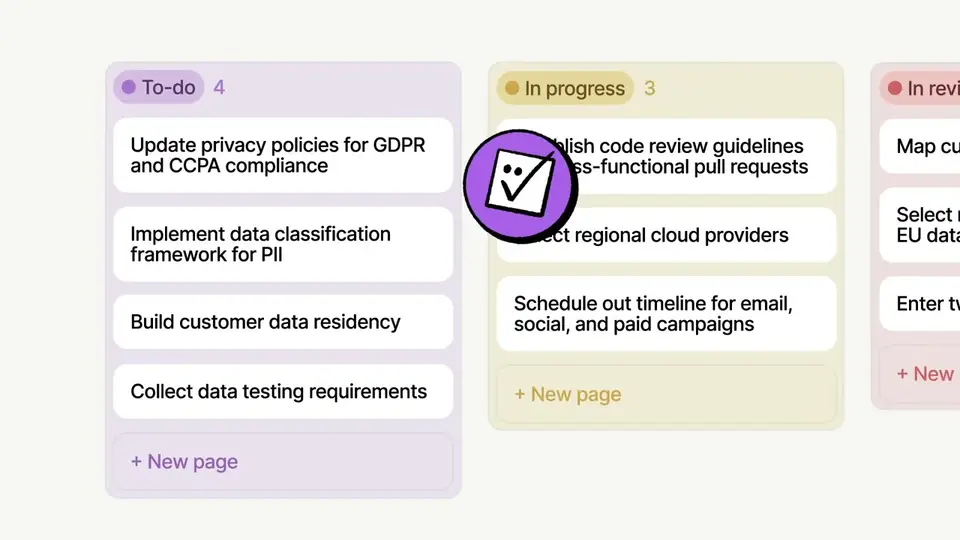 To-do 4
Update privacy policies for GDPR
and CCPA compliance
Implement data classification
framework for PII
Build customer data residency
Collect data testing requirements
+ New page
In progress 3
code review guidelines
pull requests
regional cloud providers
Schedule out timeline for email,
social, and paid campaigns
+ New page
In
Map
Select
EU
Enter
+ New